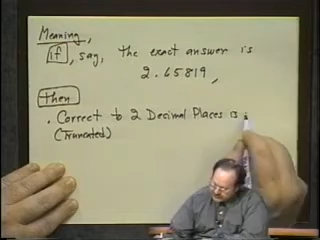 Meaning,
if, say, the exact answer is
2.65819,
Then
. Correct to 2 Decimal Places is
(Truncated)